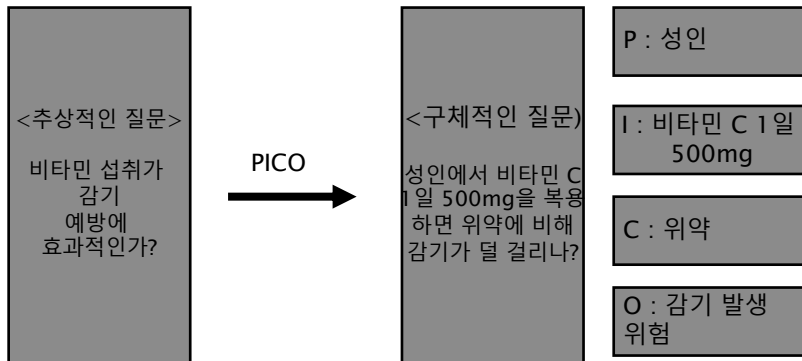 <추상적인 질문>
비타민 섭취가
감기
예방에
효과적인가?
PICO
<구체적인 질문)
성인에서 비타민 C
1일 500mg을 복용
하면 위약에 비해
감기가 덜 걸리나?
P : 성인
I : 비타민 C 1일
500mg
C : 위약
O : 감기 발생
위험